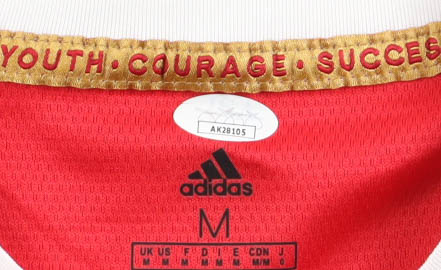 YOUTH • COURAGE • SUCCES
AK28105
adidas
M
UK US F D I E CDN J
M M M M M M M/M O